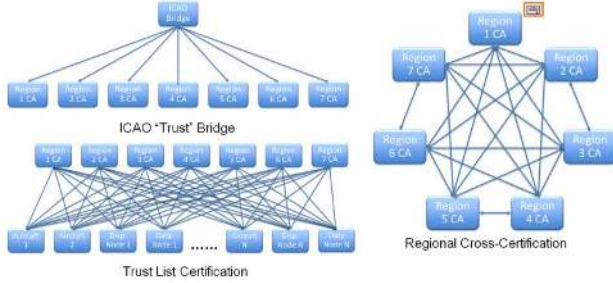 ICAO
Bridge
Region
1 CA
Region
2 CA
Region
3 CA
Region
4 CA
Region
5 CA
Region
6 CA
Region
7 CA
ICAO “Trust” Bridge
Region
1 CA
Region
2 CA
Region
3 CA
Region
4 CA
Region
5 CA
Region
6 CA
Region
7 CA
Aircraft
1
Aircraft
2
Node 1
Node 1
......
Aircraft
N
Node N
Node N
Trust List Certification
Region
1 CA
Region
7 CA
Region
2 CA
Region
6 CA
Region
3 CA
Region
5 CA
Region
4 CA
Regional Cross-Certification